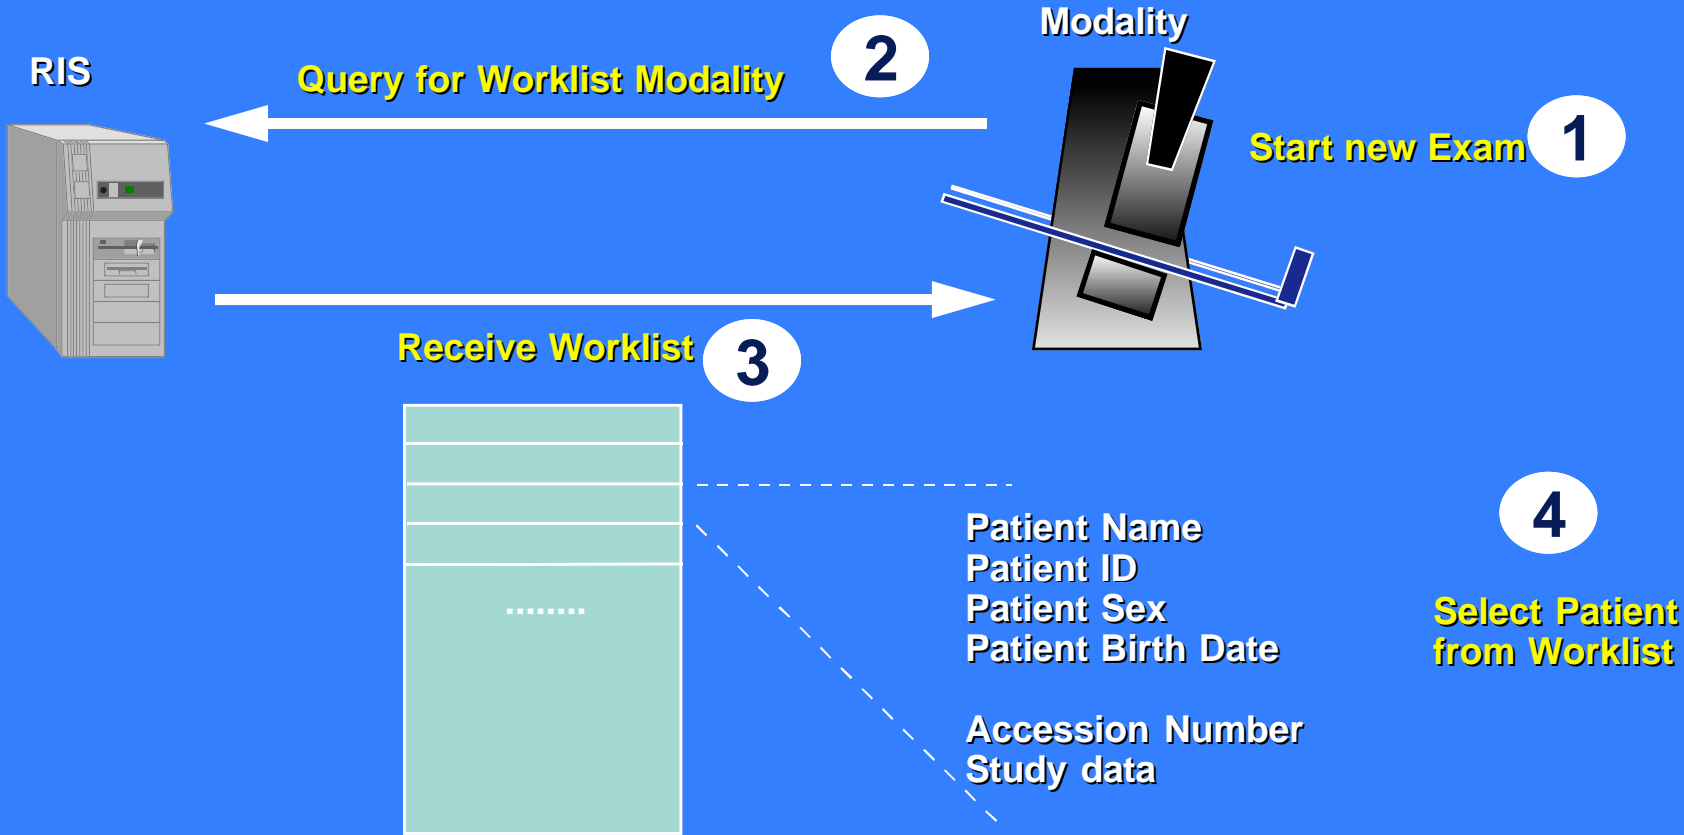 Modality
2
RIS
Query for Worklist Modality
1
Start new Exam
Receive Worklist
3
4
Patient Name
Patient ID
Patient Sex
Patient Birth Date
Select Patient
from Worklist
........
Accession Number
Study data